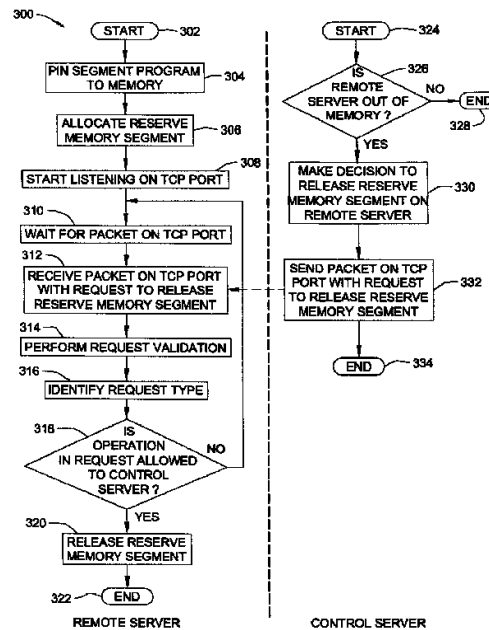 300
START
302
PIN SEGMENT PROGRAM
TO MEMORY
304
ALLOCATE RESERVE
MEMORY SEGMENT
306
START LISTENING ON TCP PORT
308
310
WAIT FOR PACKET ON TCP PORT
312
RECEIVE PACKET ON TCP PORT
WITH REQUEST TO RELEASE
RESERVE MEMORY SEGMENT
314
PERFORM REQUEST VALIDATION
316
IDENTIFY REQUEST TYPE
318
IS
OPERATION
IN REQUEST ALLOWED
TO CONTROL
SERVER ?
NO
YES
320
RELEASE RESERVE
MEMORY SEGMENT
322
END
REMOTE SERVER
START
324
IS
REMOTE
SERVER OUT OF
MEMORY ?
326
NO
END
328
YES
MAKE DECISION TO
RELEASE RESERVE
MEMORY SEGMENT ON
REMOTE SERVER
330
SEND PACKET ON TCP
PORT WITH REQUEST
TO RELEASE RESERVE
MEMORY SEGMENT
332
END
334
CONTROL SERVER